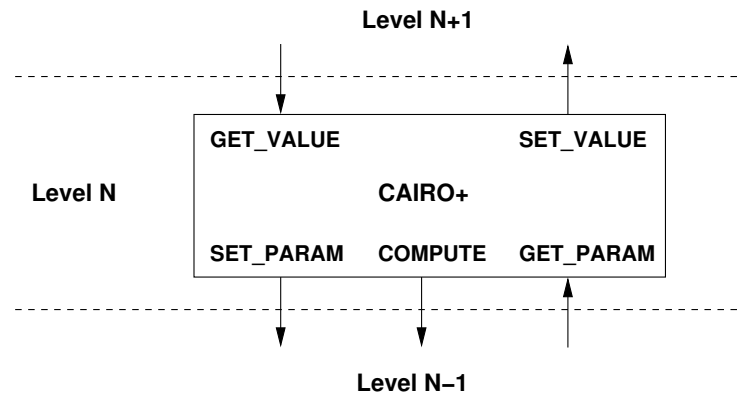 Level N+1
GET_VALUE SET_VALUE
Level N CAIRO+
SET_PARAM COMPUTE GET_PARAM
Level N−1